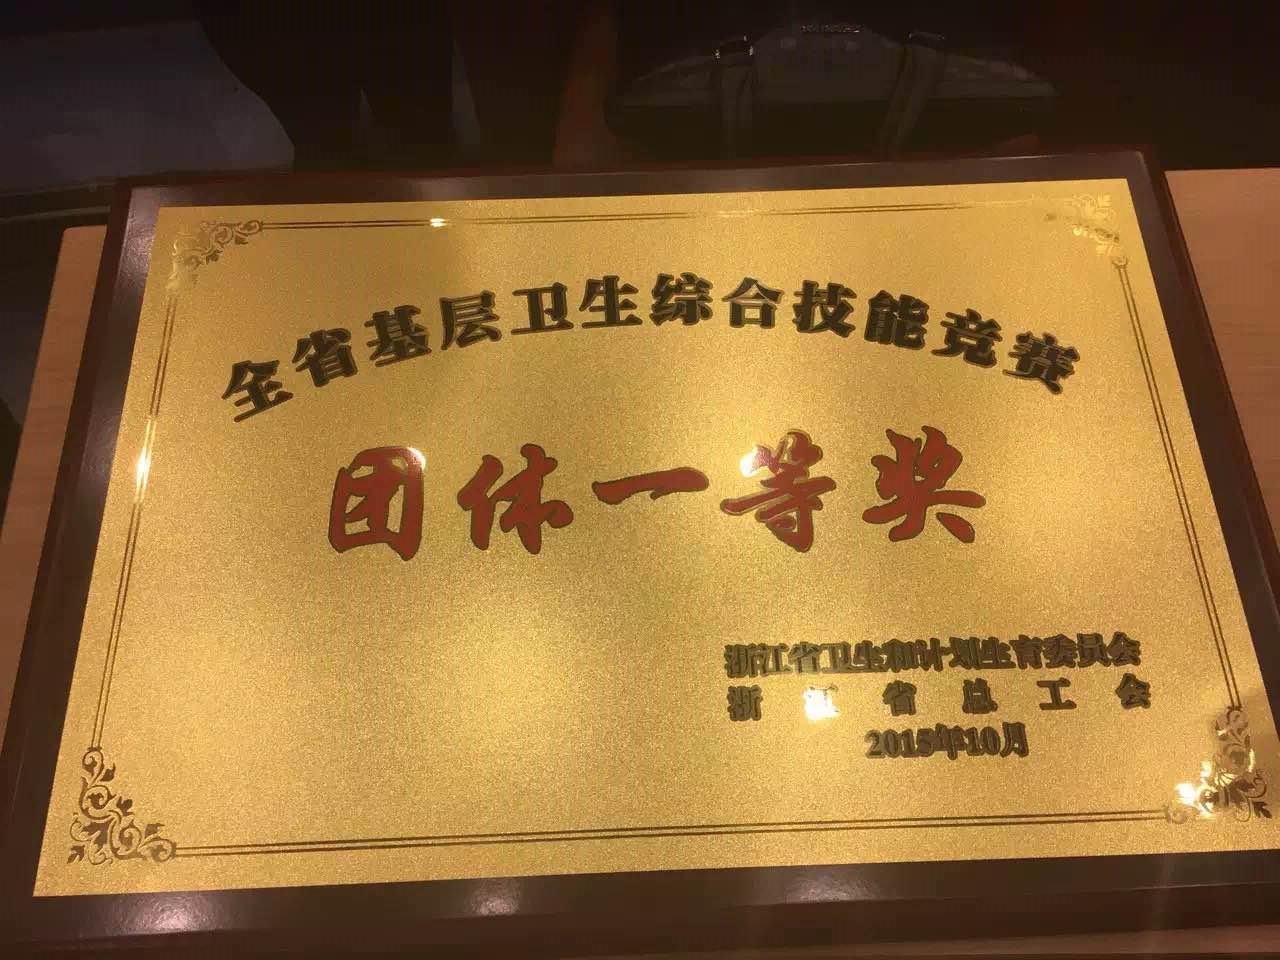 全省基层卫生综合技能竞赛
团体一等奖
浙江省卫生和计划生育委员会
浙江省总工会
2015年10月